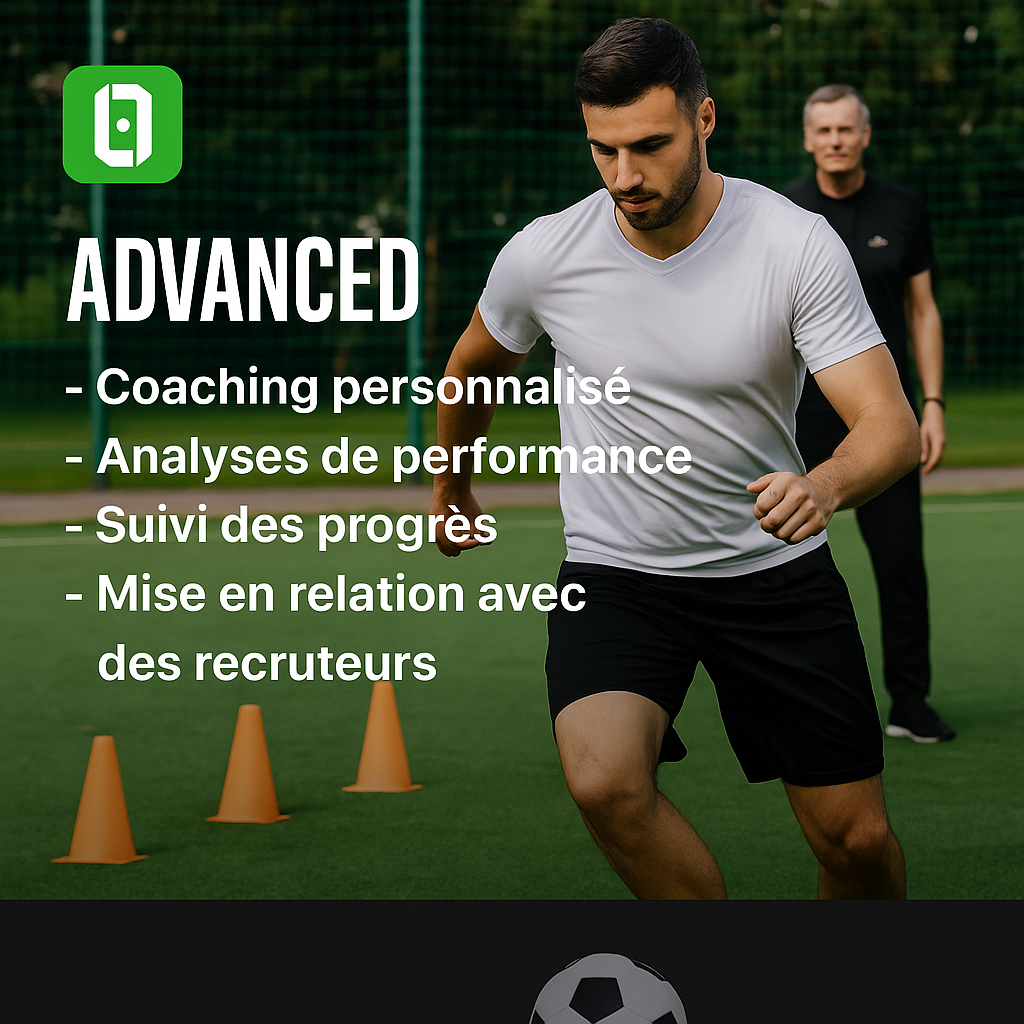 ADVANCED
- Coaching personnalisé
- Analyses de performance
- Suivi des progrès
- Mise en relation avec
des recruteurs